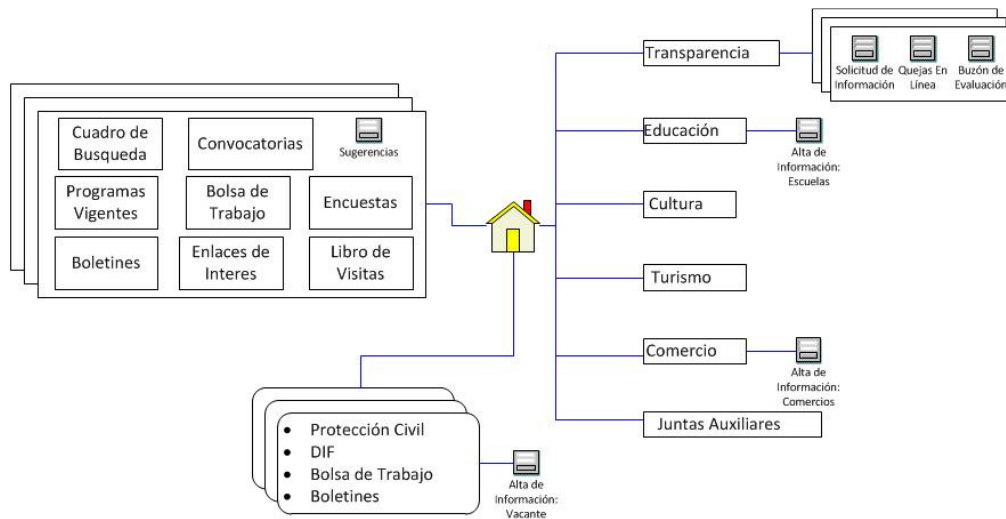 Cuadro de
Busqueda
Convocatorias
Sugerencias
Programas
Vigentes
Bolsa de
Trabajo
Encuestas
Boletines
Enlaces de
Interes
Libro de
Visitas
Transparencia
Solicitud de
Información
Quejas En
Línea
Buzón de
Evaluación
Educación
Alta de
Información:
Escuelas
Cultura
Turismo
Comercio
Alta de
Información:
Comercios
Juntas Auxiliares
• Protección Civil
• DIF
• Bolsa de Trabajo
• Boletines
Alta de
Información:
Vacante